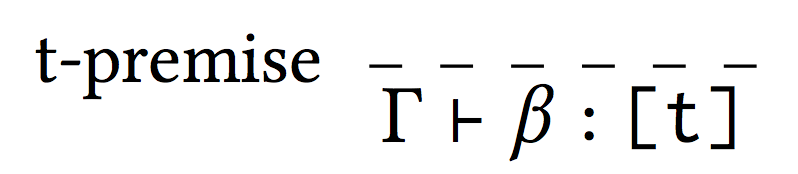 t-premise
Γ ⊢ β : [t]